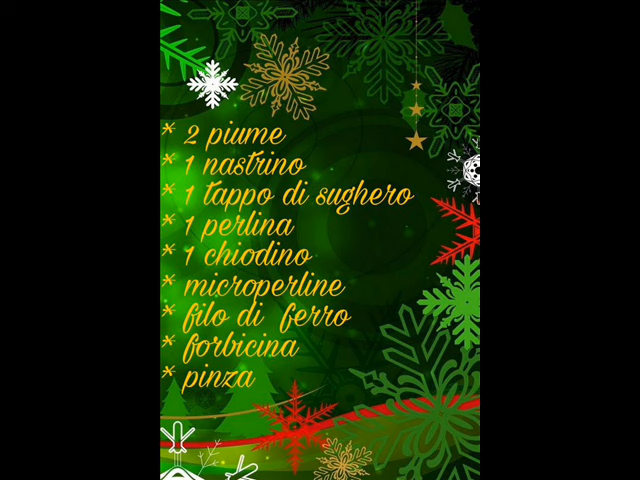 * 2 piume
* 1 nastrino
* 1 tappo di sughero
* 1 perlina
* 1 chiodino
* microperline
* filo di ferro
* forbicina
* pinza